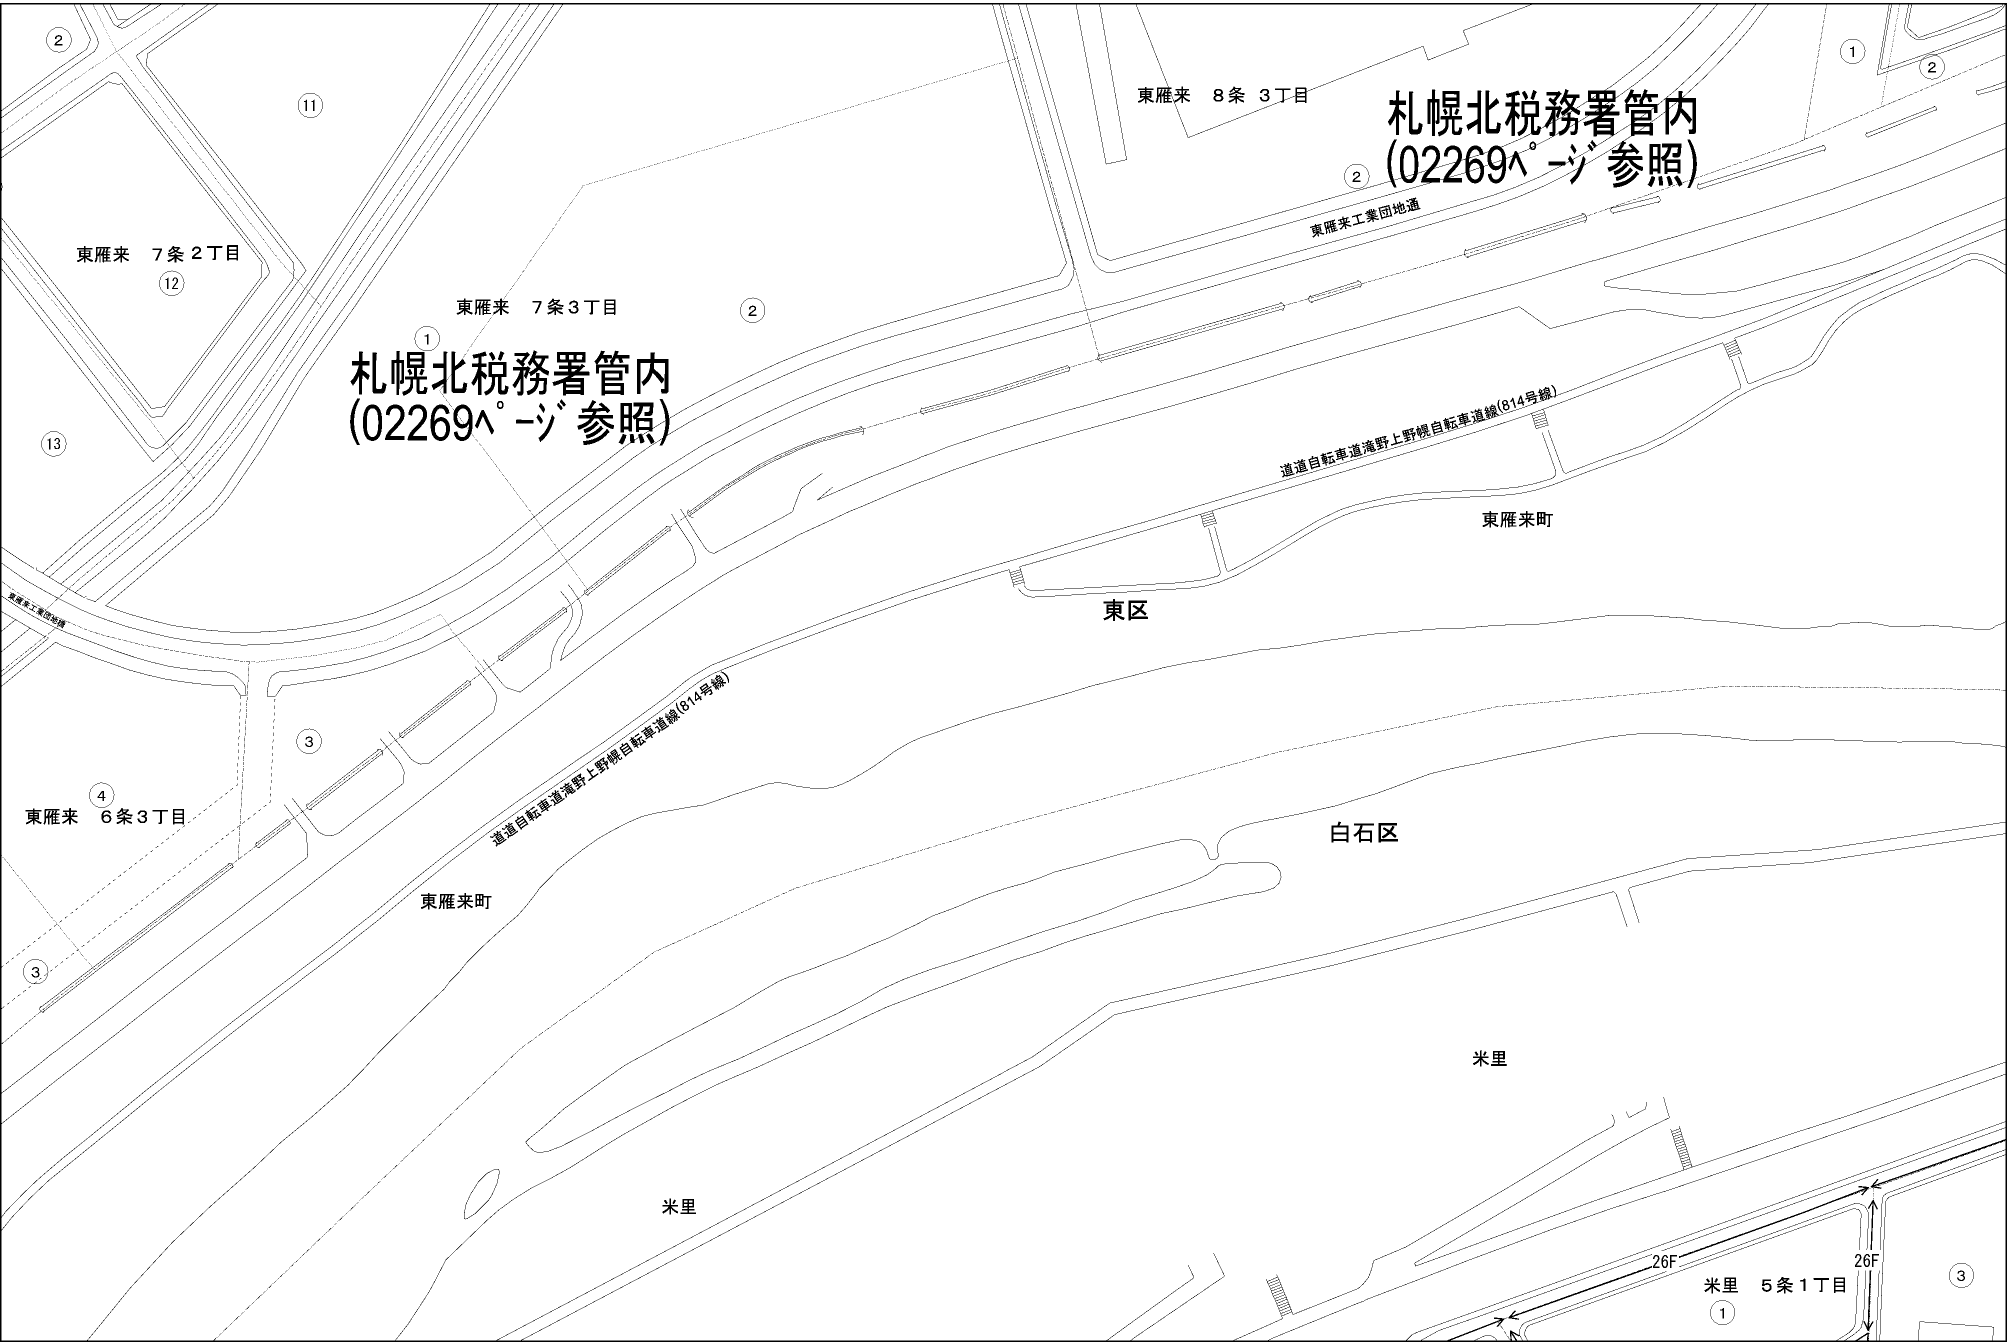 ②
①
②
⑪
東雁来 8条 3丁目
札幌北税務署管内
(02269ﾍﾟｰｼﾞ参照)
②
東雁来工業団地通
東雁来 7条2丁目
⑫
東雁来 7条3丁目
②
①
札幌北税務署管内
(02269ﾍﾟｰｼﾞ参照)
⑬
道道自転車道滝野上野幌自転車道線(814号線)
東雁来町
東雁来工業団地橋
東区
道道自転車道滝野上野幌自転車道線(814号線)
③
④
東雁来 6条3丁目
白石区
東雁来町
③
米里
米里
26F
26F
米里 5条1丁目
③
①